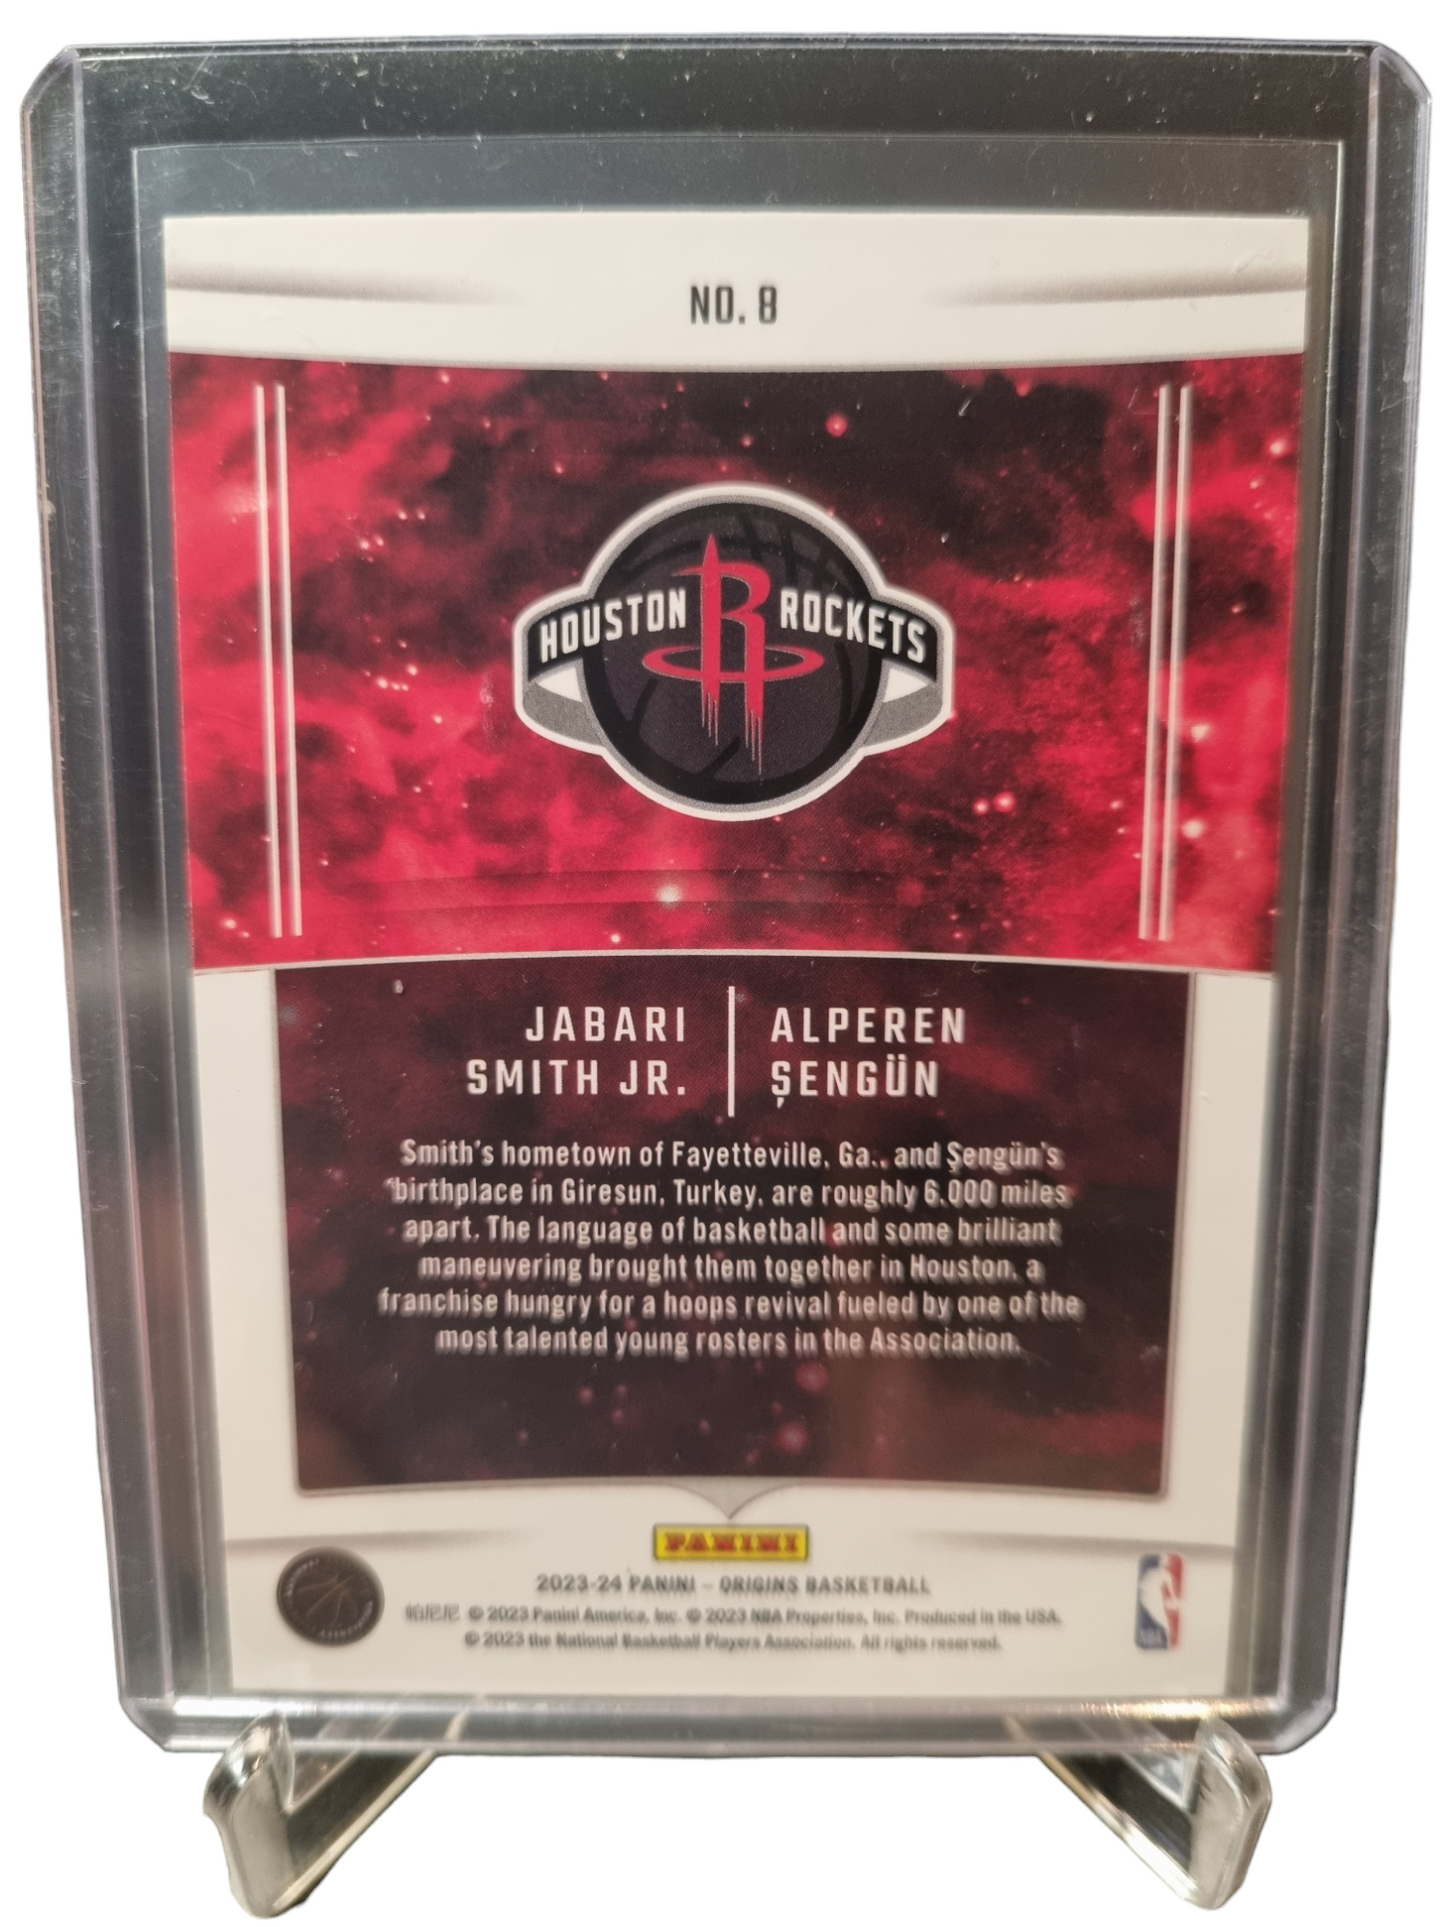 NO. 8
HOUSTON ROCKETS
JABARI
SMITH JR.
ALPEREN
ŞENGÜN
Smith's hometown of Fayetteville, Ga., and Şengün's
birthplace in Giresun, Turkey, are roughly 6,000 miles
apart. The language of basketball and some brilliant
maneuvering brought them together in Houston, a
franchise hungry for a hoops revival fueled by one of the
most talented young rosters in the Association.
PANINI
2023-24 PANINI – ORIGINS BASKETBALL
帕尼尼 © 2023 Panini America, Inc. © 2023 NBA Properties, Inc. Produced in the USA.
© 2023 the National Basketball Players Association. All rights reserved.
NBA